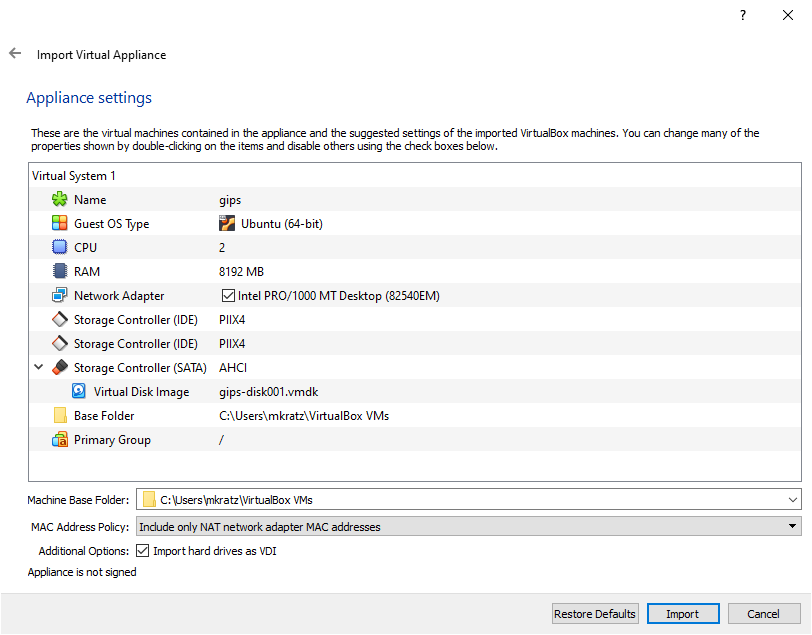 ?
Import Virtual Appliance
Appliance settings
These are the virtual machines contained in the appliance and the suggested settings of the imported VirtualBox machines. You can change many of the
properties shown by double-clicking on the items and disable others using the check boxes below.
Virtual System 1
Name gips
Guest OS Type Ubuntu (64-bit)
CPU 2
RAM 8192 MB
Network Adapter Intel PRO/1000 MT Desktop (82540EM)
Storage Controller (IDE) PIIX4
Storage Controller (IDE) PIIX4
Storage Controller (SATA) AHCI
Virtual Disk Image gips-disk001.vmdk
Base Folder C:\Users\mkratz\VirtualBox VMs
Primary Group /
Machine Base Folder: C:\Users\mkratz\VirtualBox VMs
MAC Address Policy: Include only NAT network adapter MAC addresses
Additional Options: Import hard drives as VDI
Appliance is not signed
Restore Defaults Import Cancel